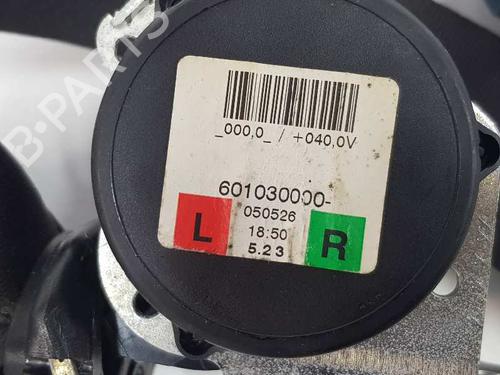 _000,0_ / +040,0V
601030000-
050526
L
18:50
R
5.23
B-PARTS